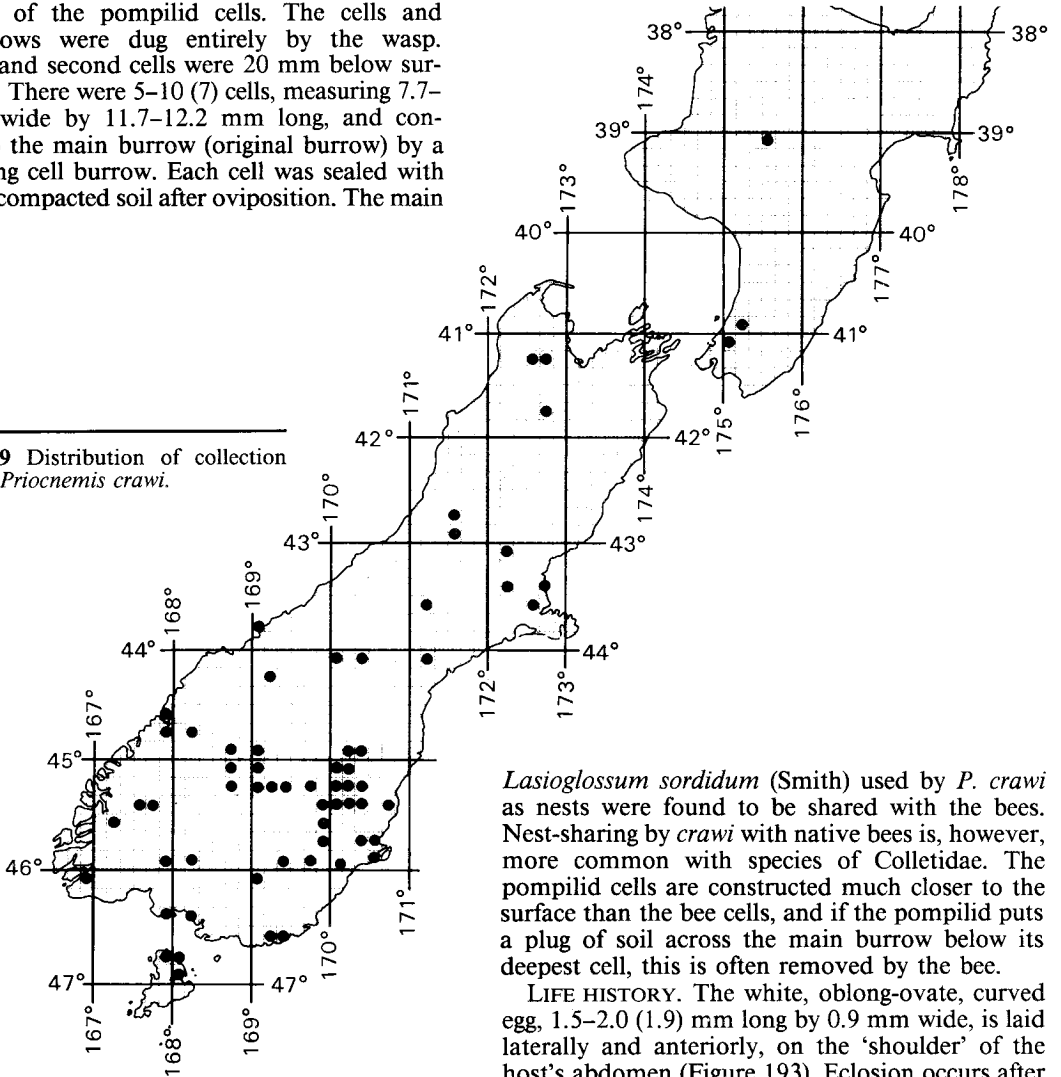 of the pompilid cells. The cells and
ows were dug entirely by the wasp.
and second cells were 20 mm below sur-
There were 5–10 (7) cells, measuring 7.7–
wide by 11.7–12.2 mm long, and con-
the main burrow (original burrow) by a
ng cell burrow. Each cell was sealed with
compacted soil after oviposition. The main
9 Distribution of collection
Priocnemis crawi.
38° 38°
174°
39° 39°
173° 178°
40° 40°
172° 177°
41° 41°
171° 175° 176°
42° 42°
170° 174°
43° 43°
168° 169°
44° 44°
167° 172° 173°
45°
46°
171°
170°
47° 47°
167° 168° 169°
Lasioglossum sordidum (Smith) used by P. crawi
as nests were found to be shared with the bees.
Nest-sharing by crawi with native bees is, however,
more common with species of Colletidae. The
pompilid cells are constructed much closer to the
surface than the bee cells, and if the pompilid puts
a plug of soil across the main burrow below its
deepest cell, this is often removed by the bee.
LIFE HISTORY. The white, oblong-ovate, curved
egg, 1.5–2.0 (1.9) mm long by 0.9 mm wide, is laid
laterally and anteriorly, on the ‘shoulder’ of the
host's abdomen (Figure 193). Eclosion occurs after